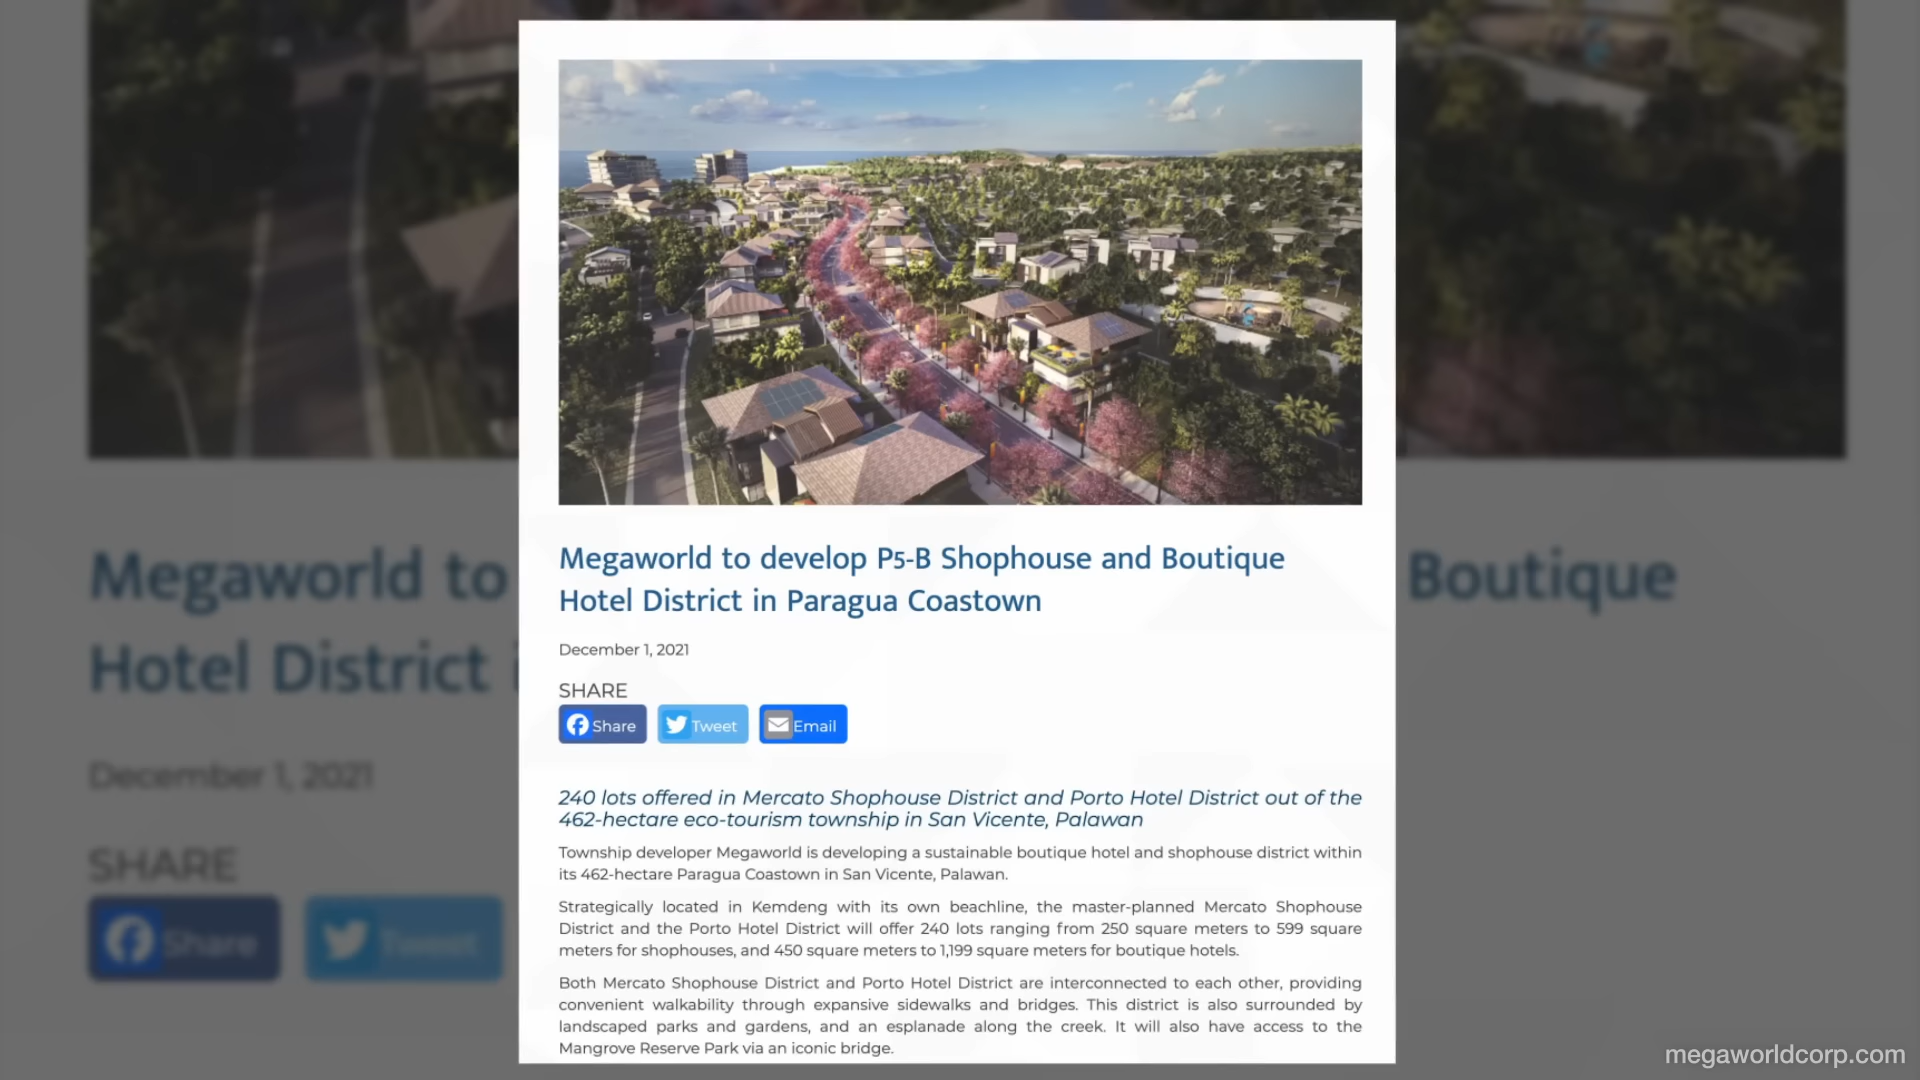 Megaworld to develop P5-B Shophouse and Boutique
Hotel District in Paragua Coastown
December 1, 2021
SHARE
Share Tweet Email
240 lots offered in Mercato Shophouse District and Porto Hotel District out of the
462-hectare eco-tourism township in San Vicente, Palawan
Township developer Megaworld is developing a sustainable boutique hotel and shophouse district within
its 462-hectare Paragua Coastown in San Vicente, Palawan.
Strategically located in Kemdeng with its own beachline, the master-planned Mercato Shophouse
District and the Porto Hotel District will offer 240 lots ranging from 250 square meters to 599 square
meters for shophouses, and 450 square meters to 1,199 square meters for boutique hotels.
Both Mercato Shophouse District and Porto Hotel District are interconnected to each other, providing
convenient walkability through expansive sidewalks and bridges. This district is also surrounded by
landscaped parks and gardens, and an esplanade along the creek. It will also have access to the
Mangrove Reserve Park via an iconic bridge.
Megaworld to
Boutique
Hotel District
December 1, 2021
SHARE
Share Tweet
megaworldcorp.com